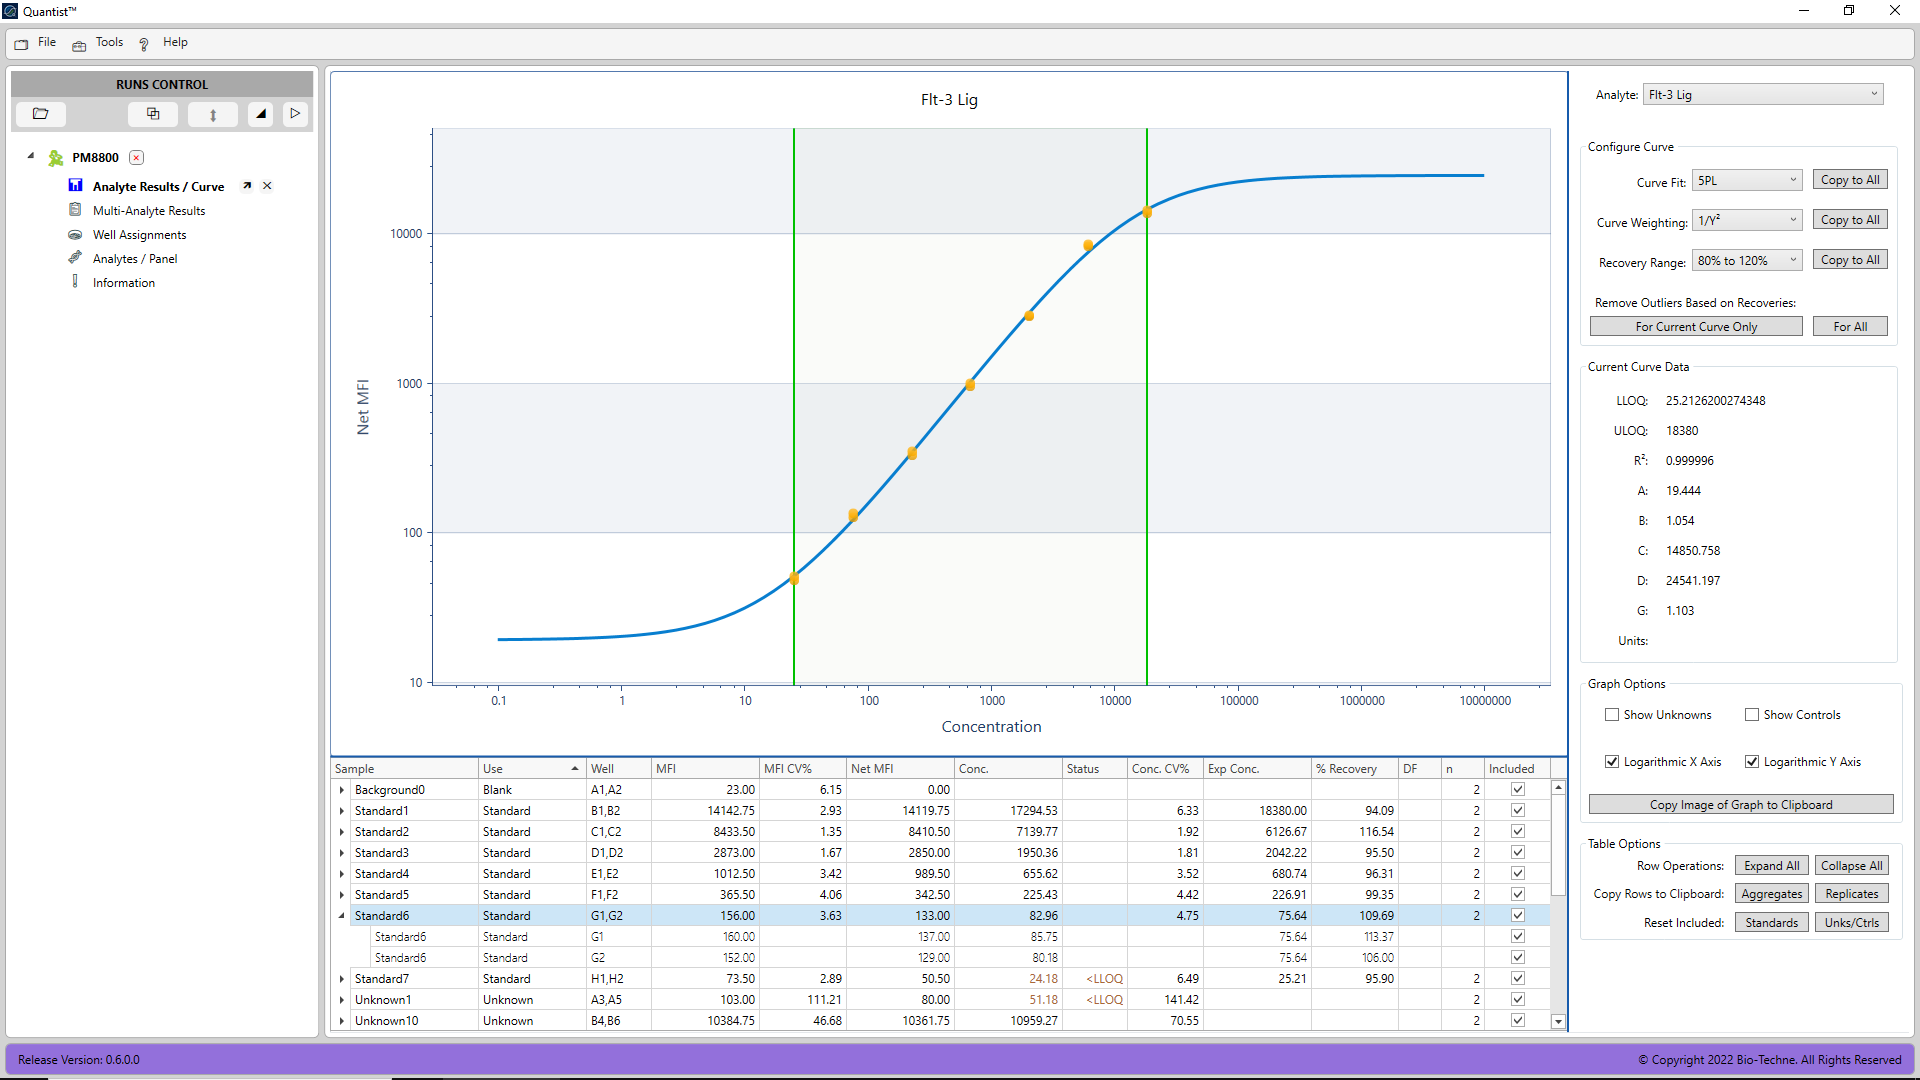 Quantist™
File Tools Help
RUNS CONTROL
PM8800
Analyte Results / Curve
Multi-Analyte Results
Well Assignments
Analytes / Panel
Information
Flt-3 Lig
Net MFI
10000
1000
100
10
0.1 1 10 100 1000 10000 100000 1000000 10000000
Concentration
Sample Use Well MFI MFI CV% Net MFI Conc. Status Conc. CV% Exp Conc. % Recovery DF n Included
Background0 Blank A1,A2 23.00 6.15 0.00 2
Standard1 Standard B1,B2 14142.75 2.93 14119.75 17294.53 6.33 18380.00 94.09 2
Standard2 Standard C1,C2 8433.50 1.35 8410.50 7139.77 1.92 6126.67 116.54 2
Standard3 Standard D1,D2 2873.00 1.67 2850.00 1950.36 1.81 2042.22 95.50 2
Standard4 Standard E1,E2 1012.50 3.42 989.50 655.62 3.52 680.74 96.31 2
Standard5 Standard F1,F2 365.50 4.06 342.50 225.43 4.42 226.91 99.35 2
Standard6 Standard G1,G2 156.00 3.63 133.00 82.96 4.75 75.64 109.69 2
Standard6 Standard G1 160.00 137.00 85.75 75.64 113.37
Standard6 Standard G2 152.00 129.00 80.18 75.64 106.00
Standard7 Standard H1,H2 73.50 2.89 50.50 24.18 <LLOQ 6.49 25.21 95.90 2
Unknown1 Unknown A3,A5 103.00 111.21 80.00 51.18 <LLOQ 141.42 2
Unknown10 Unknown B4,B6 10384.75 46.68 10361.75 10959.27 70.55 2
Analyte: Flt-3 Lig
Configure Curve
Curve Fit: 5PL Copy to All
Curve Weighting: 1/Y² Copy to All
Recovery Range: 80% to 120% Copy to All
Remove Outliers Based on Recoveries:
For Current Curve Only For All
Current Curve Data
LLOQ: 25.2126200274348
ULOQ: 18380
R²: 0.999996
A: 19.444
B: 1.054
C: 14850.758
D: 24541.197
G: 1.103
Units:
Graph Options
Show Unknowns Show Controls
Logarithmic X Axis Logarithmic Y Axis
Copy Image of Graph to Clipboard
Table Options
Row Operations: Expand All Collapse All
Copy Rows to Clipboard: Aggregates Replicates
Reset Included: Standards Unks/Ctrls
Release Version: 0.6.0.0
© Copyright 2022 Bio-Techne. All Rights Reserved